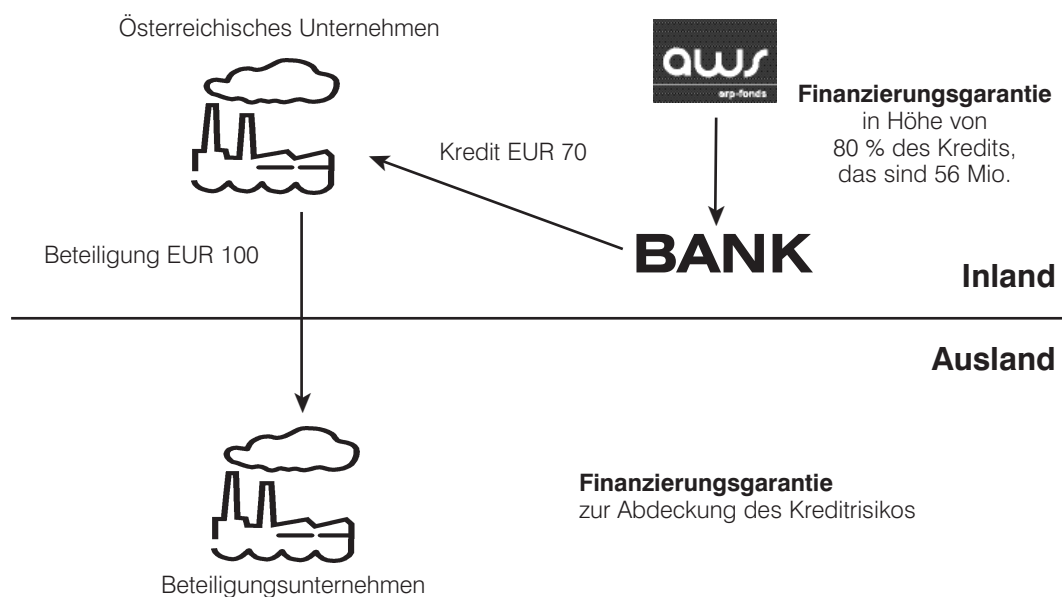 Österreichisches Unternehmen
aws
erp-fonds
Finanzierungsgarantie
in Höhe von
80 % des Kredits,
das sind 56 Mio.
Kredit EUR 70
Beteiligung EUR 100
BANK
Inland
Ausland
Finanzierungsgarantie
zur Abdeckung des Kreditrisikos
Beteiligungsunternehmen